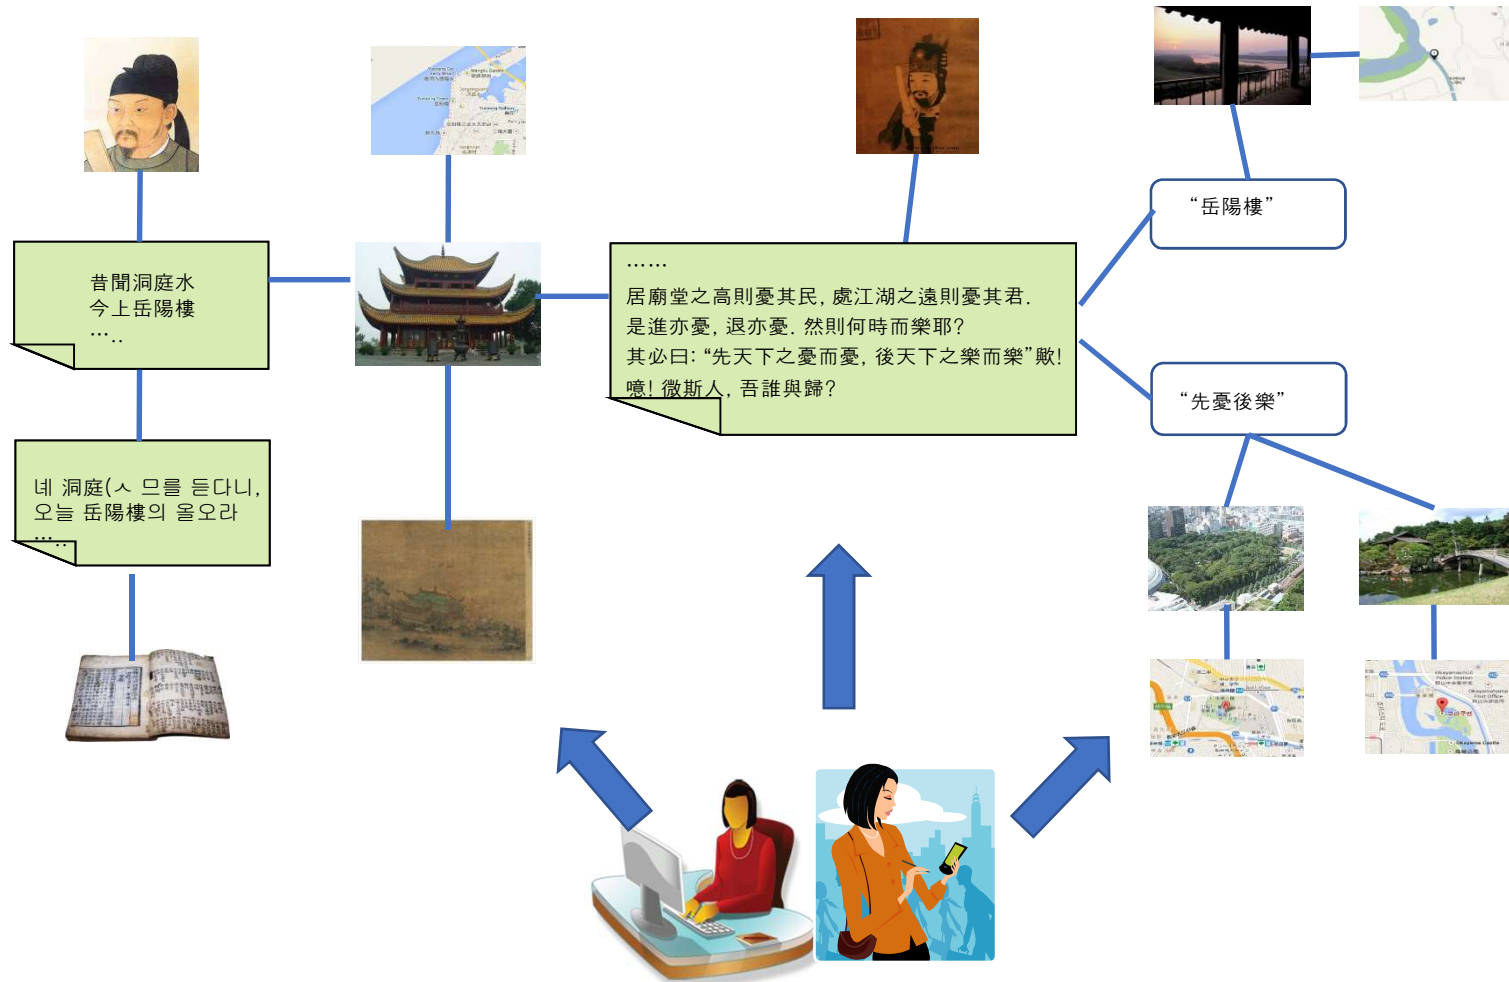 昔聞洞庭水
今上岳陽樓
…..
녜 洞庭(ㅅ 므를 듣다니,
오늘 岳陽樓의 올오라
…..
……
居廟堂之高則憂其民, 處江湖之遠則憂其君.
是進亦憂, 退亦憂. 然則何時而樂耶?
其必曰: “先天下之憂而憂, 後天下之樂而樂”歟!
噫! 微斯人, 吾誰與歸?
“岳陽樓”
“先憂後樂”
Okayama Castle